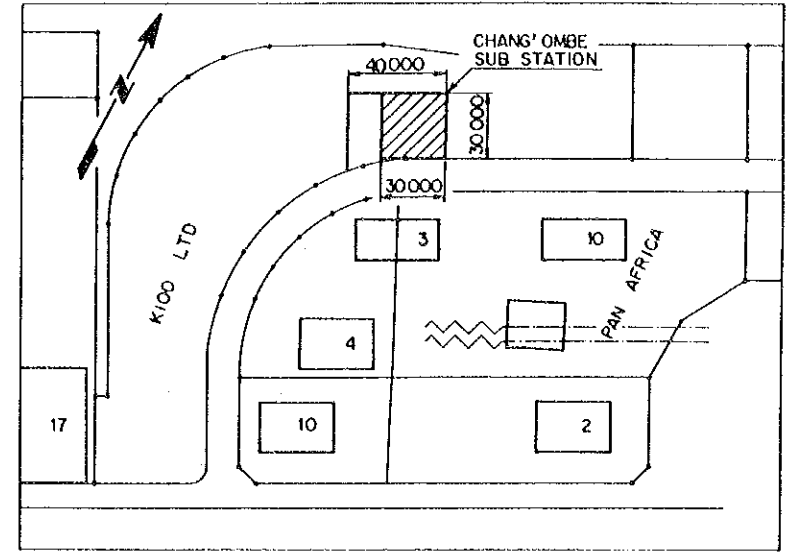 CHANG'OMBE
SUB STATION
40 000
30 000
30 000
N
3
10
KIOO LTD
PAN AFRICA
4
17
10
2